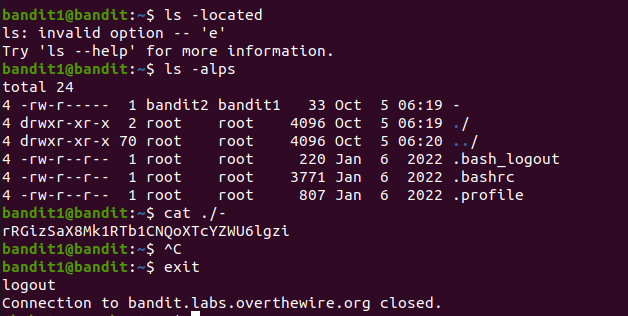 bandit1@bandit:~$ ls -located
ls: invalid option -- 'e'
Try 'ls --help' for more information.
bandit1@bandit:~$ ls -alps
total 24
4 -rw-r-----  1 bandit2 bandit1   33 Oct  5 06:19 -
4 drwxr-xr-x  2 root    root    4096 Oct  5 06:19 ./
4 drwxr-xr-x 70 root    root    4096 Oct  5 06:20 ../
4 -rw-r--r--  1 root    root     220 Jan  6  2022 .bash_logout
4 -rw-r--r--  1 root    root    3771 Jan  6  2022 .bashrc
4 -rw-r--r--  1 root    root     807 Jan  6  2022 .profile
bandit1@bandit:~$ cat ./-
rRGizSaX8Mk1RTb1CNQoXTcYZWU6lgzi
bandit1@bandit:~$ ^C
bandit1@bandit:~$ exit
logout
Connection to bandit.labs.overthewire.org closed.